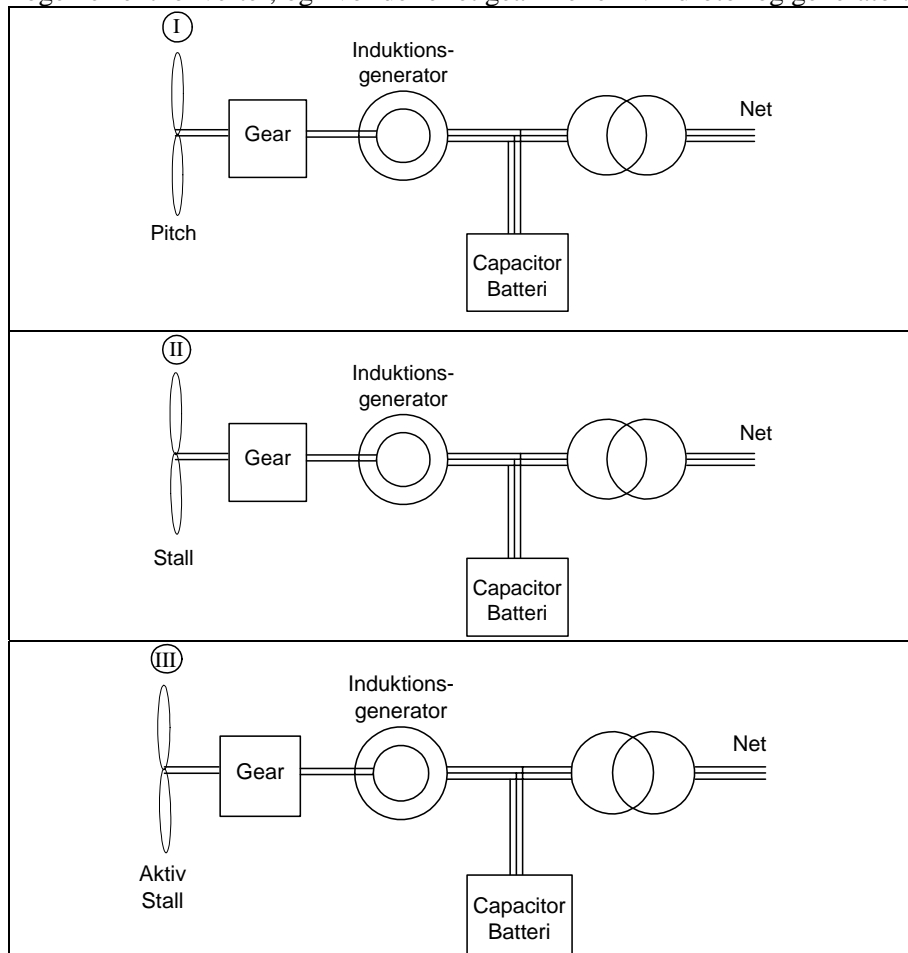 I
Induktions-
generator
Gear
Net
Pitch
Capacitor
Batteri
II
Induktions-
generator
Gear
Net
Stall
Capacitor
Batteri
III
Induktions-
generator
Gear
Net
Aktiv
Stall
Capacitor
Batteri